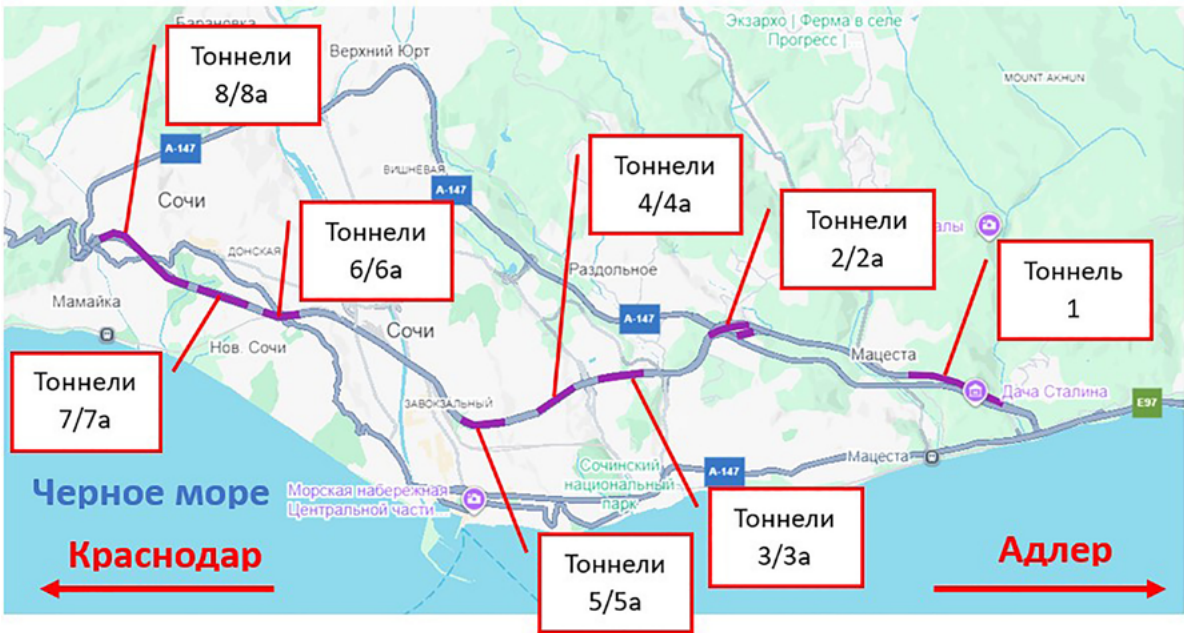 Барановка
Экзархо | Ферма в селе
Прогресс |
Верхний Юрт
Тоннели
8/8а
MOUNT AKHUN
А-147
ВИШНЁВАЯ
А-147
Тоннели
4/4а
Сочи
Тоннели
6/6а
Тоннели
2/2а
алы
ДОНСКАЯ
Раздольное
Тоннель
1
Мамайка
Сочи
А-147
Нов. Сочи
Мацеста
Тоннели
7/7а
ЗАВОКЗАЛЬНЫЙ
Дача Сталина
E97
Мацеста
Сочинский
национальный
парк
А-147
Черное море
Морская набережная
Центральной части...
Тоннели
3/3а
Краснодар
Адлер
Тоннели
5/5а